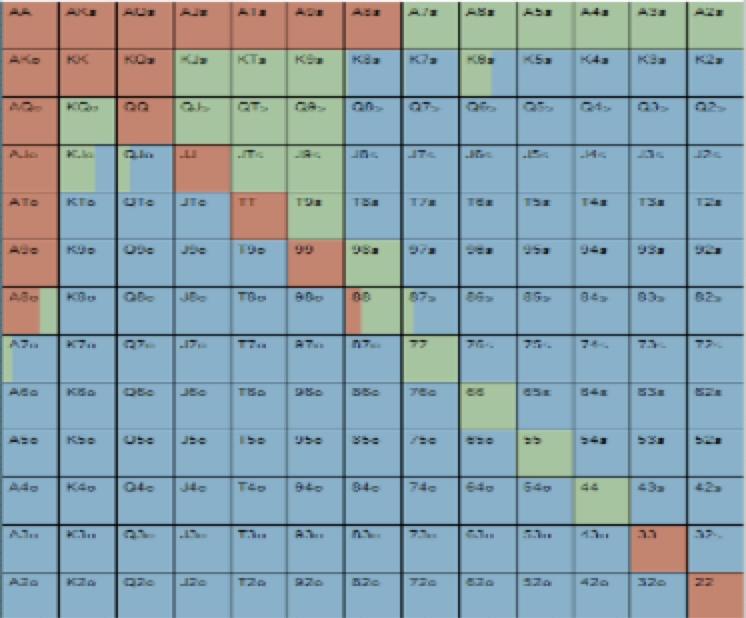 AA AKs AQs AJs ATs A9s A8s A7s A6s A5s A4s A3s A2s
AKo KK KQs KJs KTs K9s K8s K7s K6s K5s K4s K3s K2s
AQo KQo QQ QJs QTs Q9s Q8s Q7s Q6s Q5s Q4s Q3s Q2s
AJo KJo QJo JJ JTs J9s J8s J7s J6s J5s J4s J3s J2s
ATo KTo QTo JTo TT T9s T8s T7s T6s T5s T4s T3s T2s
A9o K9o Q9o J9o T9o 99 98s 97s 96s 95s 94s 93s 92s
A8o K8o Q8o J8o T8o 98o 88 87s 86s 85s 84s 83s 82s
A7o K7o Q7o J7o T7o 97o 87o 77 76s 75s 74s 73s 72s
A6o K6o Q6o J6o T6o 96o 86o 76o 66 65s 64s 63s 62s
A5o K5o Q5o J5o T5o 95o 85o 75o 65o 55 54s 53s 52s
A4o K4o Q4o J4o T4o 94o 84o 74o 64o 54o 44 43s 42s
A3o K3o Q3o J3o T3o 93o 83o 73o 63o 53o 43o 33 32s
A2o K2o Q2o J2o T2o 92o 82o 72o 62o 52o 42o 32o 22